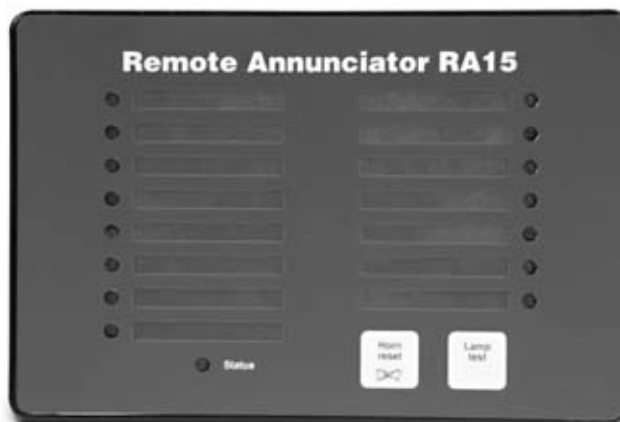 Remote Annunciator RA15
Status
Horn
reset
Lamp
test